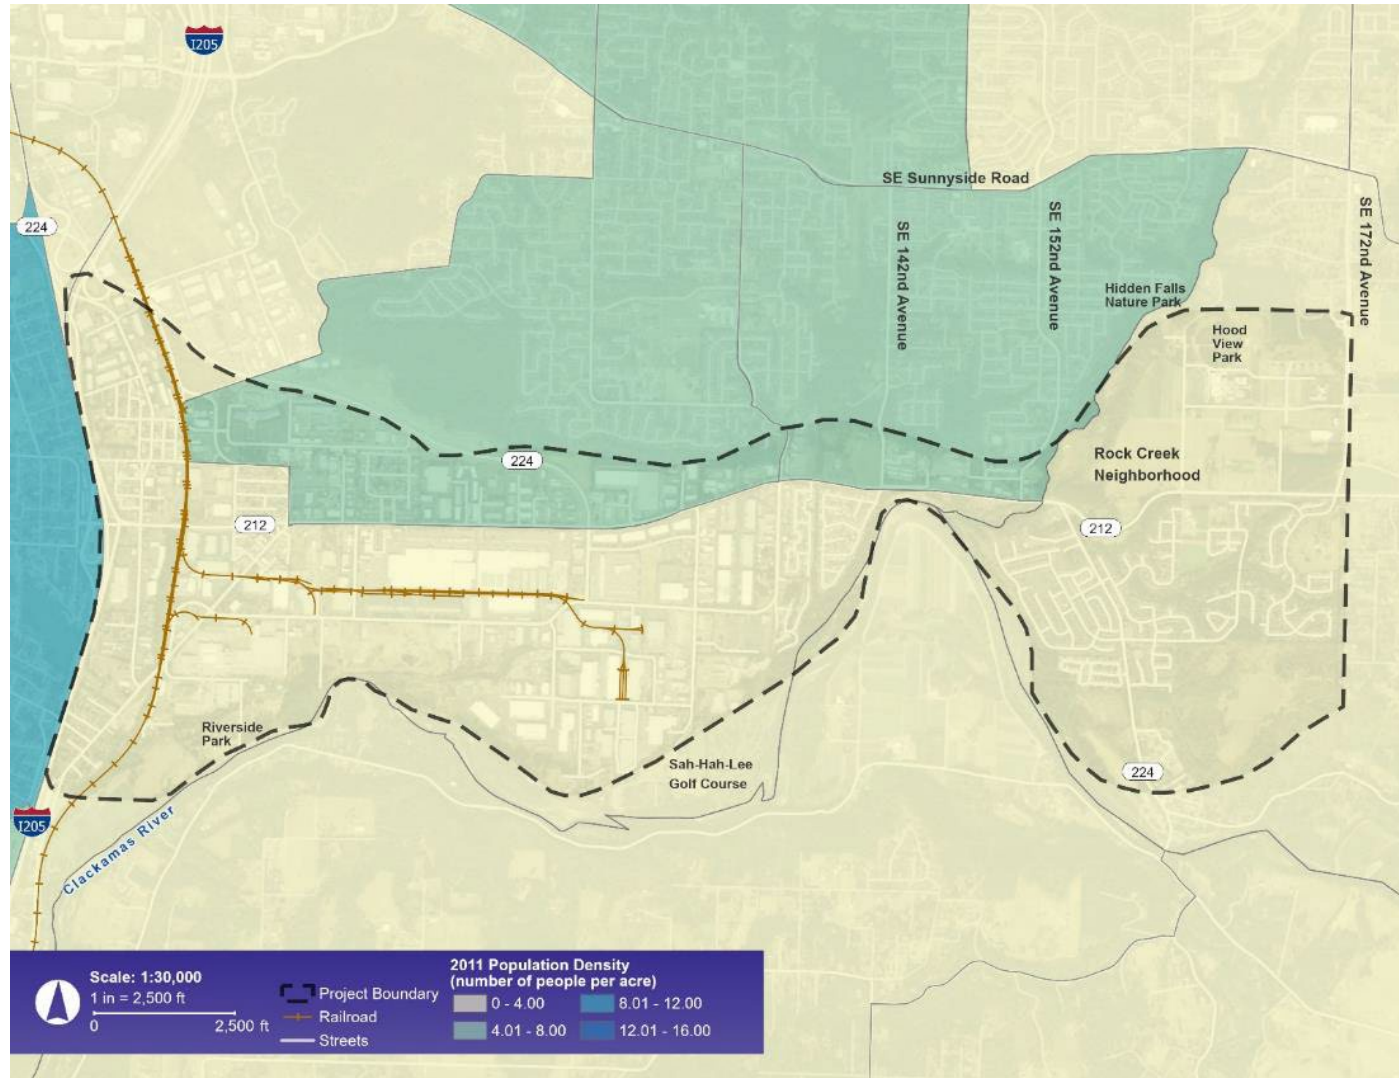 I205
SE Sunnyside Road
224
SE 142nd Avenue
SE 152nd Avenue
SE 172nd Avenue
Hidden Falls
Nature Park
Hood
View
Park
224
Rock Creek
Neighborhood
212
212
Riverside
Park
Sah-Hah-Lee
Golf Course
224
I205
Clackamas River
Scale: 1:30,000
1 in = 2,500 ft
0 2,500 ft
Project Boundary
Railroad
Streets
2011 Population Density
(number of people per acre)
0 - 4.00
4.01 - 8.00
8.01 - 12.00
12.01 - 16.00